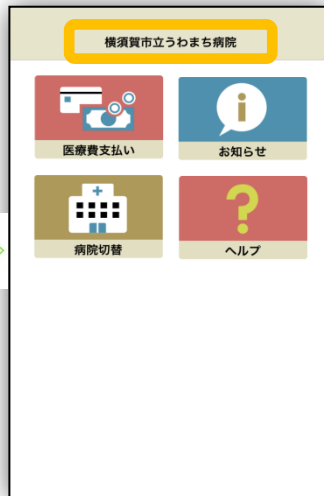 横須賀市立うわまち病院
医療費支払い
お知らせ
病院切替
ヘルプ